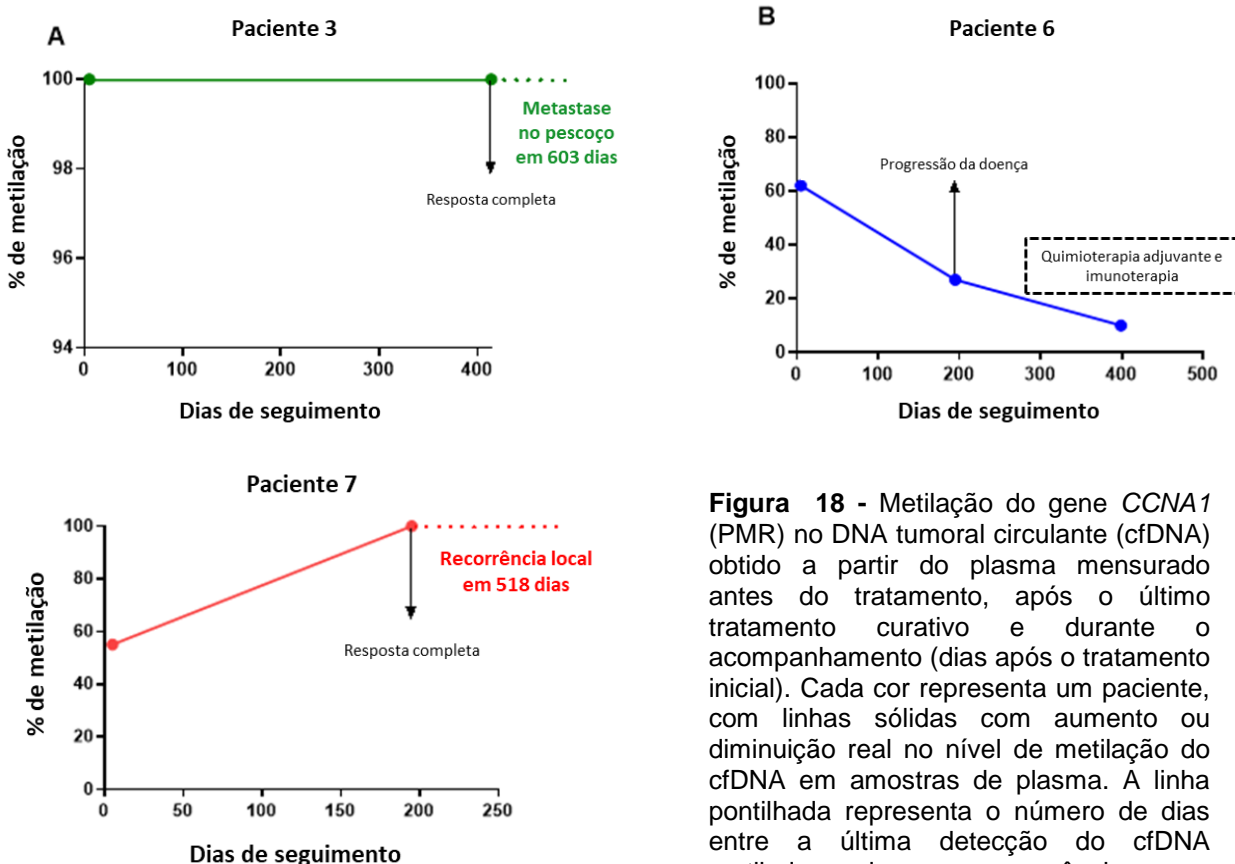 A
Paciente 3
100
98
96
94
% de metilação
0 100 200 300 400
Dias de seguimento
Metastase
no pescoço
em 603 dias
Resposta completa
B
Paciente 6
100
80
60
40
20
0
% de metilação
0 100 200 300 400 500
Dias de seguimento
Progressão da doença
Quimioterapia adjuvante e
imunoterapia
Paciente 7
100
80
60
40
20
0
% de metilação
0 50 100 150 200 250
Dias de seguimento
Recorrência local
em 518 dias
Resposta completa
Figura 18 - Metilação do gene CCNA1
(PMR) no DNA tumoral circulante (cfDNA)
obtido a partir do plasma mensurado
antes do tratamento, após o último
tratamento curativo e durante o
acompanhamento (dias após o tratamento
inicial). Cada cor representa um paciente,
com linhas sólidas com aumento ou
diminuição real no nível de metilação do
cfDNA em amostras de plasma. A linha
pontilhada representa o número de dias
entre a última detecção do cfDNA